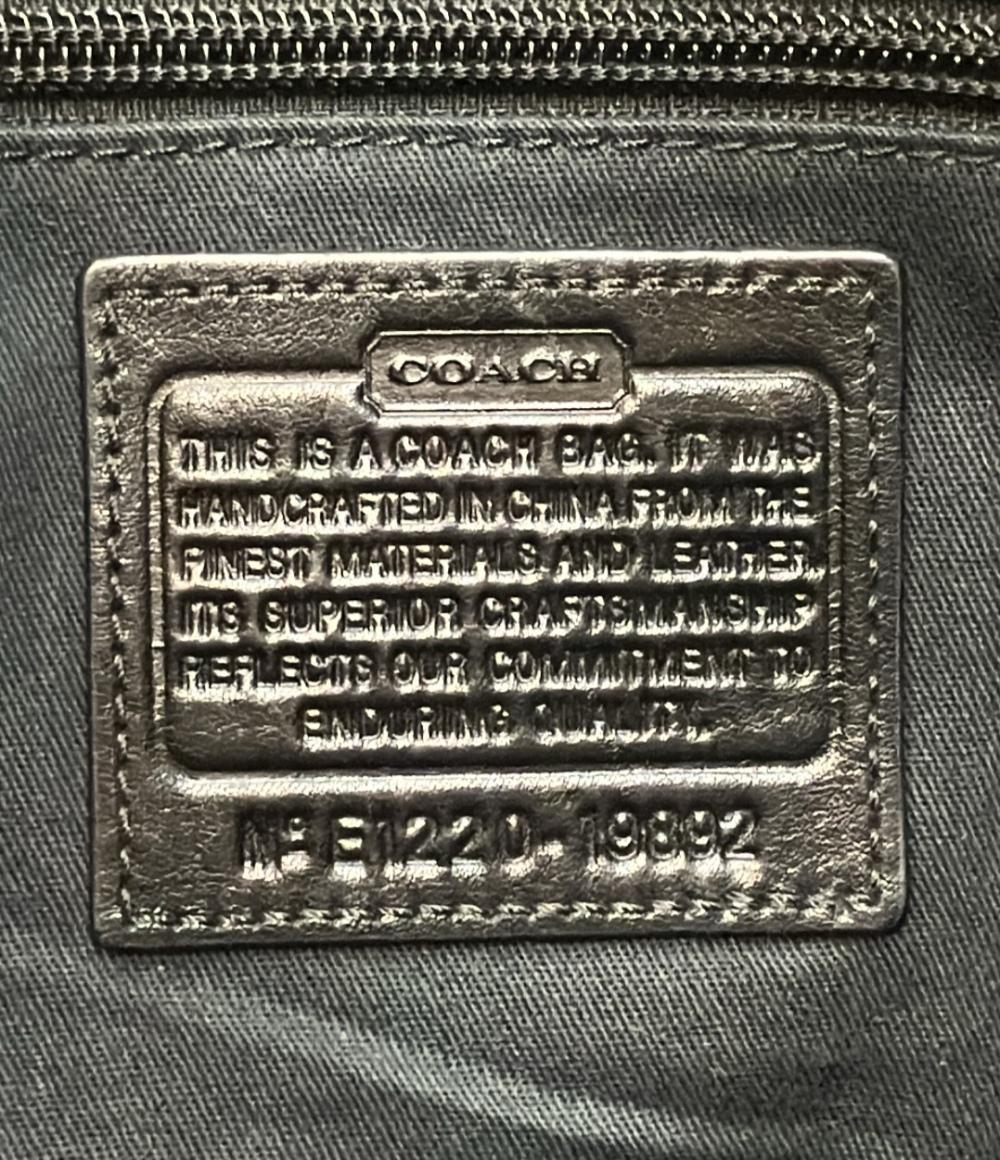 COACH
THIS IS A COACH BAG. IT WAS
HANDCRAFTED IN CHINA FROM THE
FINEST MATERIALS AND LEATHER.
ITS SUPERIOR CRAFTSMANSHIP
REFLECTS OUR COMMITMENT TO
ENDURING QUALITY.
Nº E1220-19892